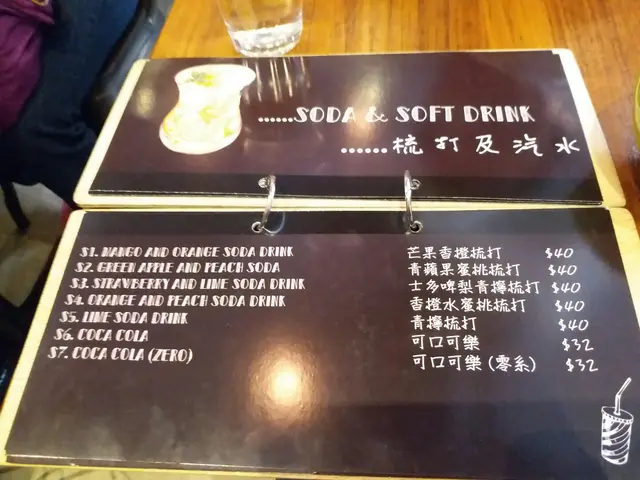 ......SODA & SOFT DRINK
......梳打及汽水
S1. MANGO AND ORANGE SODA DRINK 芒果香橙梳打 $40
S2. GREEN APPLE AND PEACH SODA 青蘋果蜜桃梳打 $40
S3. STRAWBERRY AND LIME SODA DRINK 士多啤梨青檸梳打 $40
S4. ORANGE AND PEACH SODA DRINK 香橙水蜜桃梳打 $40
S5. LIME SODA DRINK 青檸梳打 $40
S6. COCA COLA 可口可樂 $32
S7. COCA COLA (ZERO) 可口可樂 (零系) $32